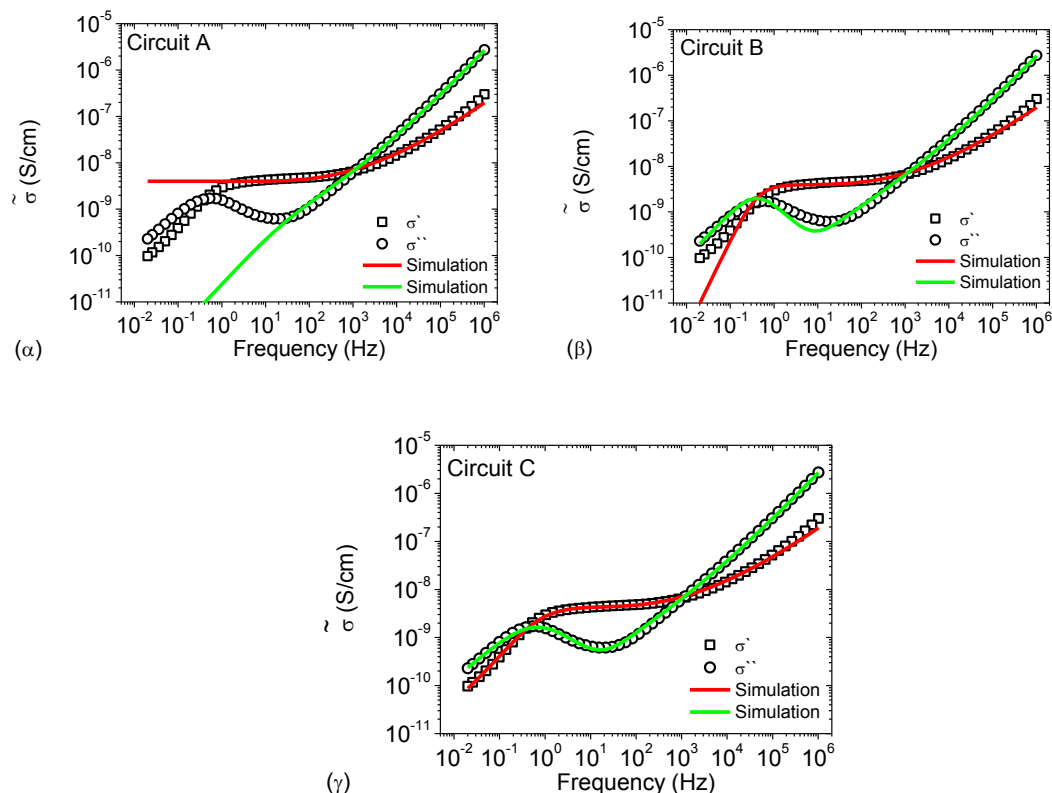 Circuit A
10⁻⁵
10⁻⁶
10⁻⁷
10⁻⁸
10⁻⁹
10⁻¹⁰
10⁻¹¹
σ̃ (S/cm)
σ`
σ``
Simulation
Simulation
10⁻² 10⁻¹ 10⁰ 10¹ 10² 10³ 10⁴ 10⁵ 10⁶
Frequency (Hz)
(α)
Circuit B
10⁻⁵
10⁻⁶
10⁻⁷
10⁻⁸
10⁻⁹
10⁻¹⁰
10⁻¹¹
σ̃ (S/cm)
σ`
σ``
Simulation
Simulation
10⁻² 10⁻¹ 10⁰ 10¹ 10² 10³ 10⁴ 10⁵ 10⁶
Frequency (Hz)
(β)
Circuit C
10⁻⁵
10⁻⁶
10⁻⁷
10⁻⁸
10⁻⁹
10⁻¹⁰
10⁻¹¹
σ̃ (S/cm)
σ`
σ``
Simulation
Simulation
10⁻² 10⁻¹ 10⁰ 10¹ 10² 10³ 10⁴ 10⁵ 10⁶
Frequency (Hz)
(γ)